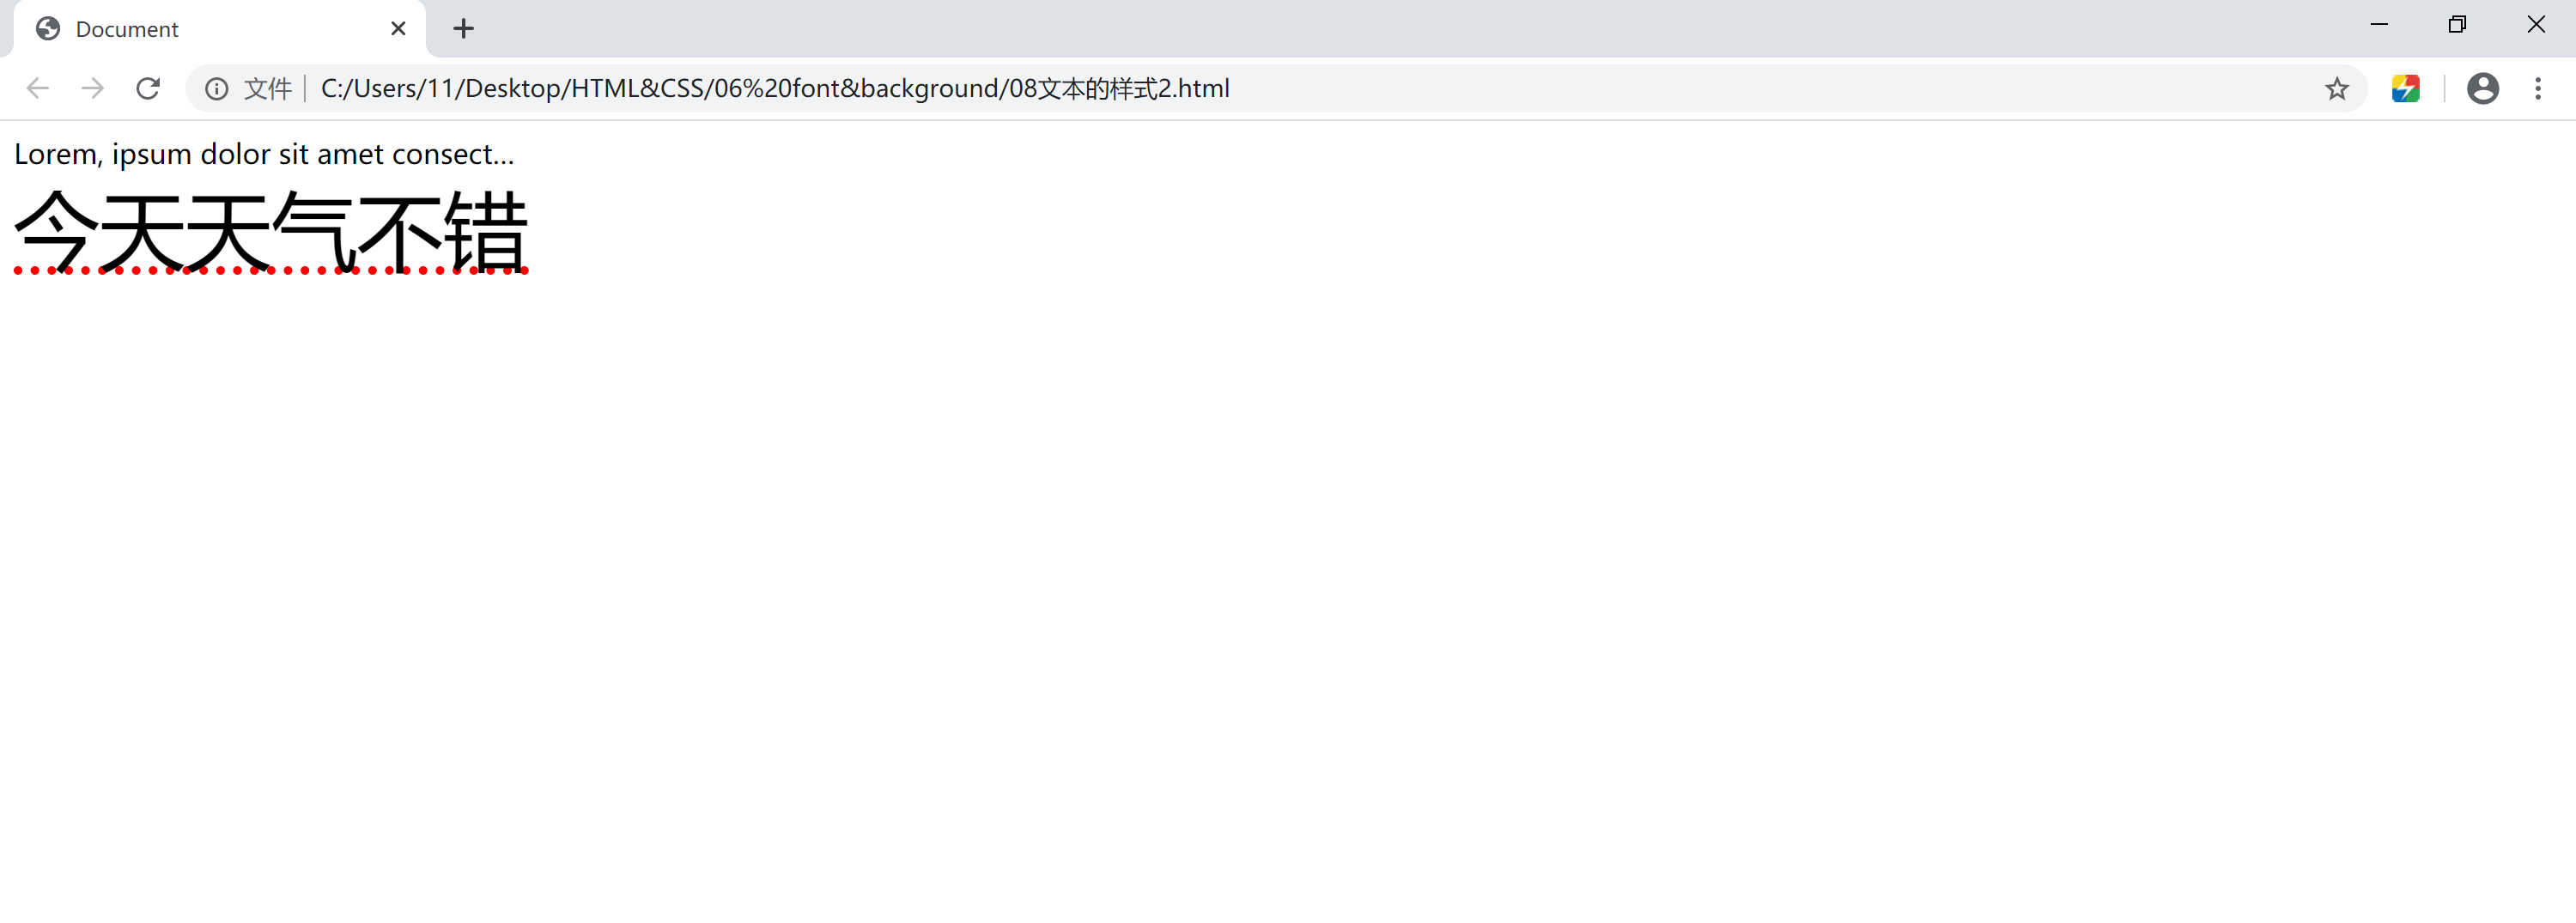 Document
文件 C:/Users/11/Desktop/HTML&CSS/06%20font&background/08文本的样式2.html
Lorem, ipsum dolor sit amet consect...
今天天气不错